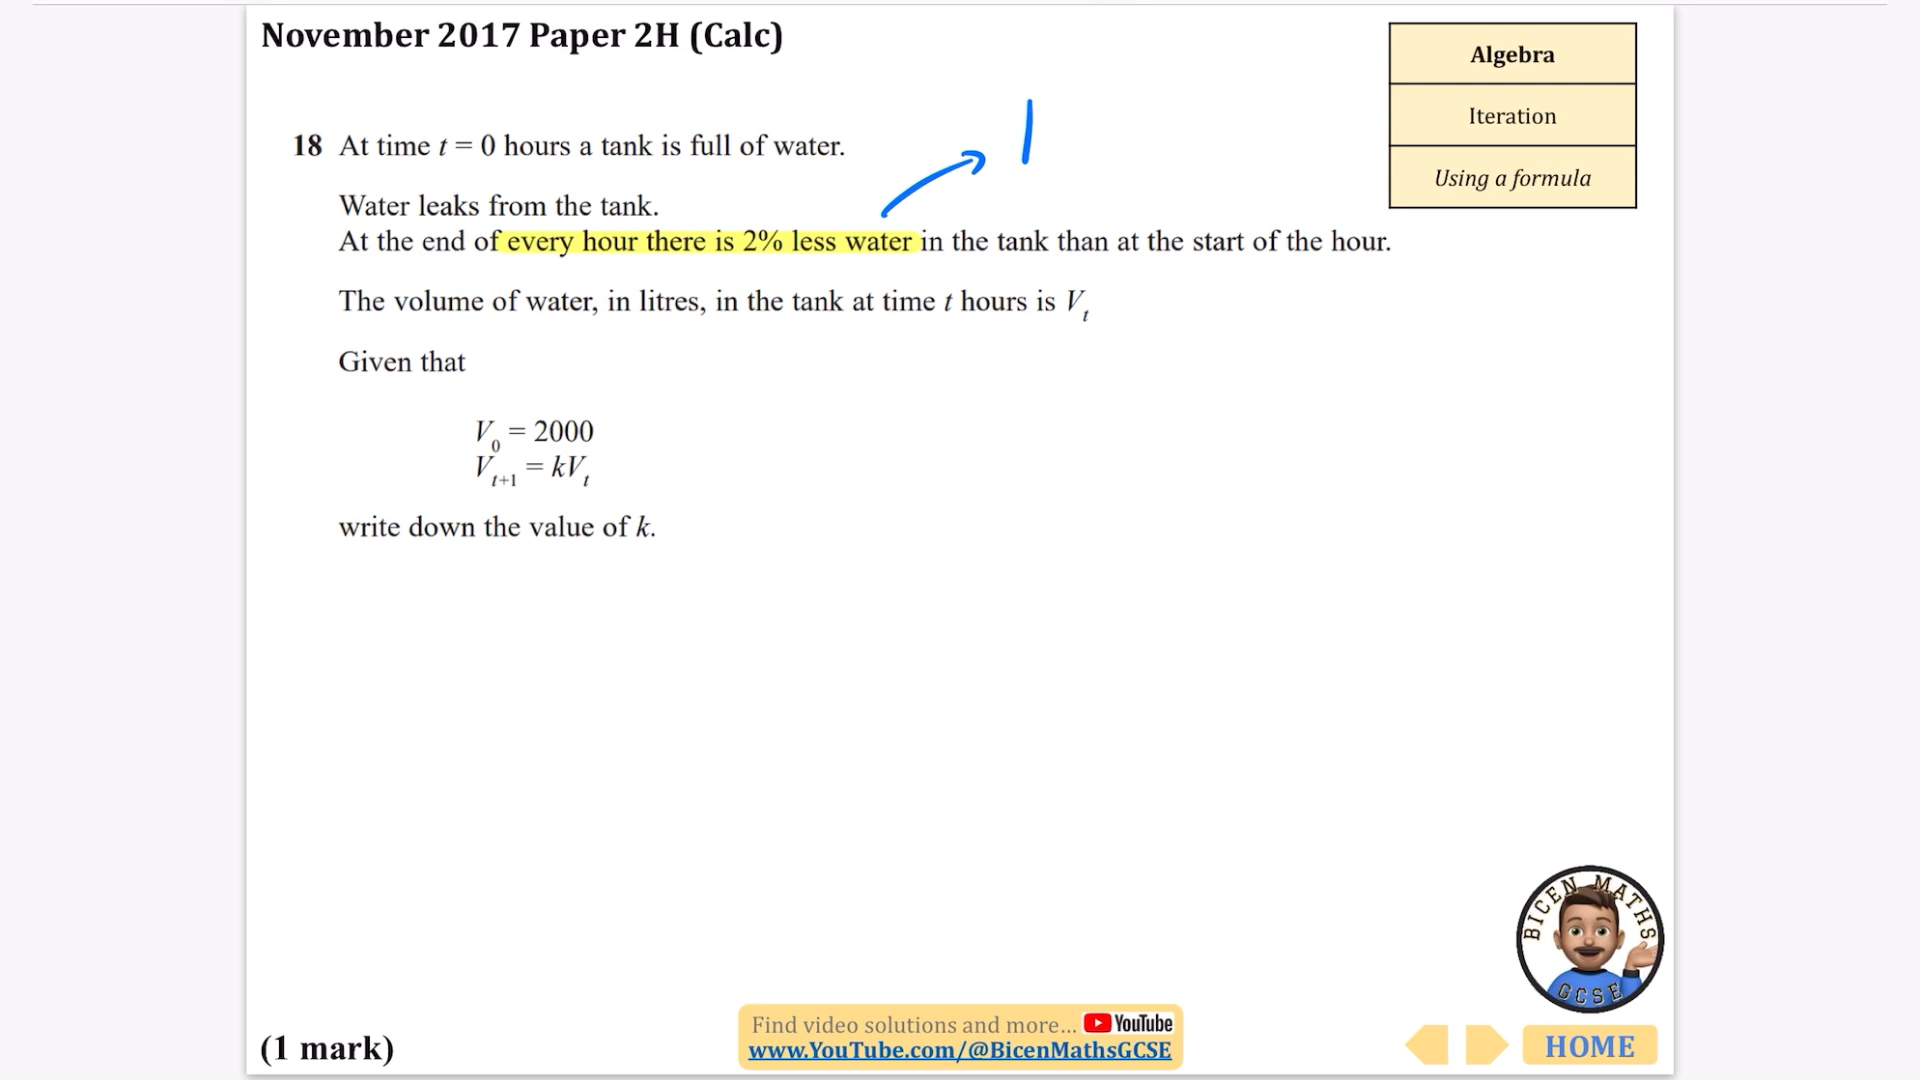 November 2017 Paper 2H (Calc)
Algebra
Iteration
Using a formula
1
18 At time t = 0 hours a tank is full of water.
Water leaks from the tank.
At the end of every hour there is 2% less water in the tank than at the start of the hour.
The volume of water, in litres, in the tank at time t hours is Vₜ
Given that
V₀ = 2000
Vₜ₊₁ = kVₜ
write down the value of k.
BICEN MATHS
GCSE
(1 mark)
Find video solutions and more... YouTube
www.YouTube.com/@BicenMathsGCSE
HOME